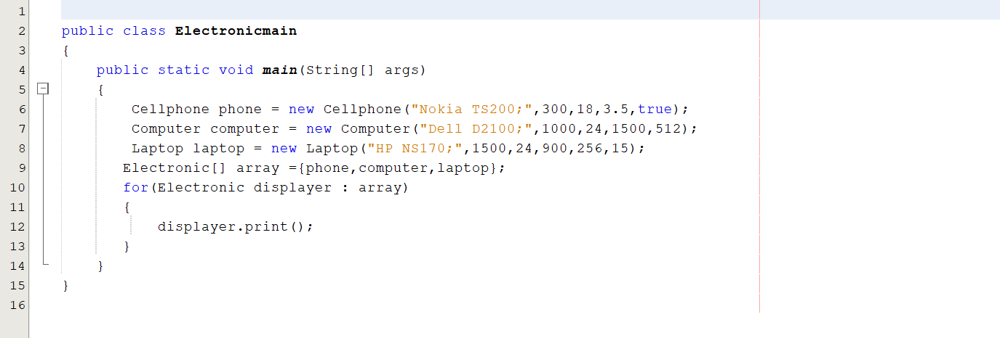 1
2 public class Electronicmain
3 {
4 public static void main(String[] args)
5 {
6 Cellphone phone = new Cellphone("Nokia TS200;",300,18,3.5,true);
7 Computer computer = new Computer("Dell D2100;",1000,24,1500,512);
8 Laptop laptop = new Laptop("HP NS170;",1500,24,900,256,15);
9 Electronic[] array ={phone,computer,laptop};
10 for(Electronic displayer : array)
11 {
12 displayer.print();
13 }
14 }
15 }
16